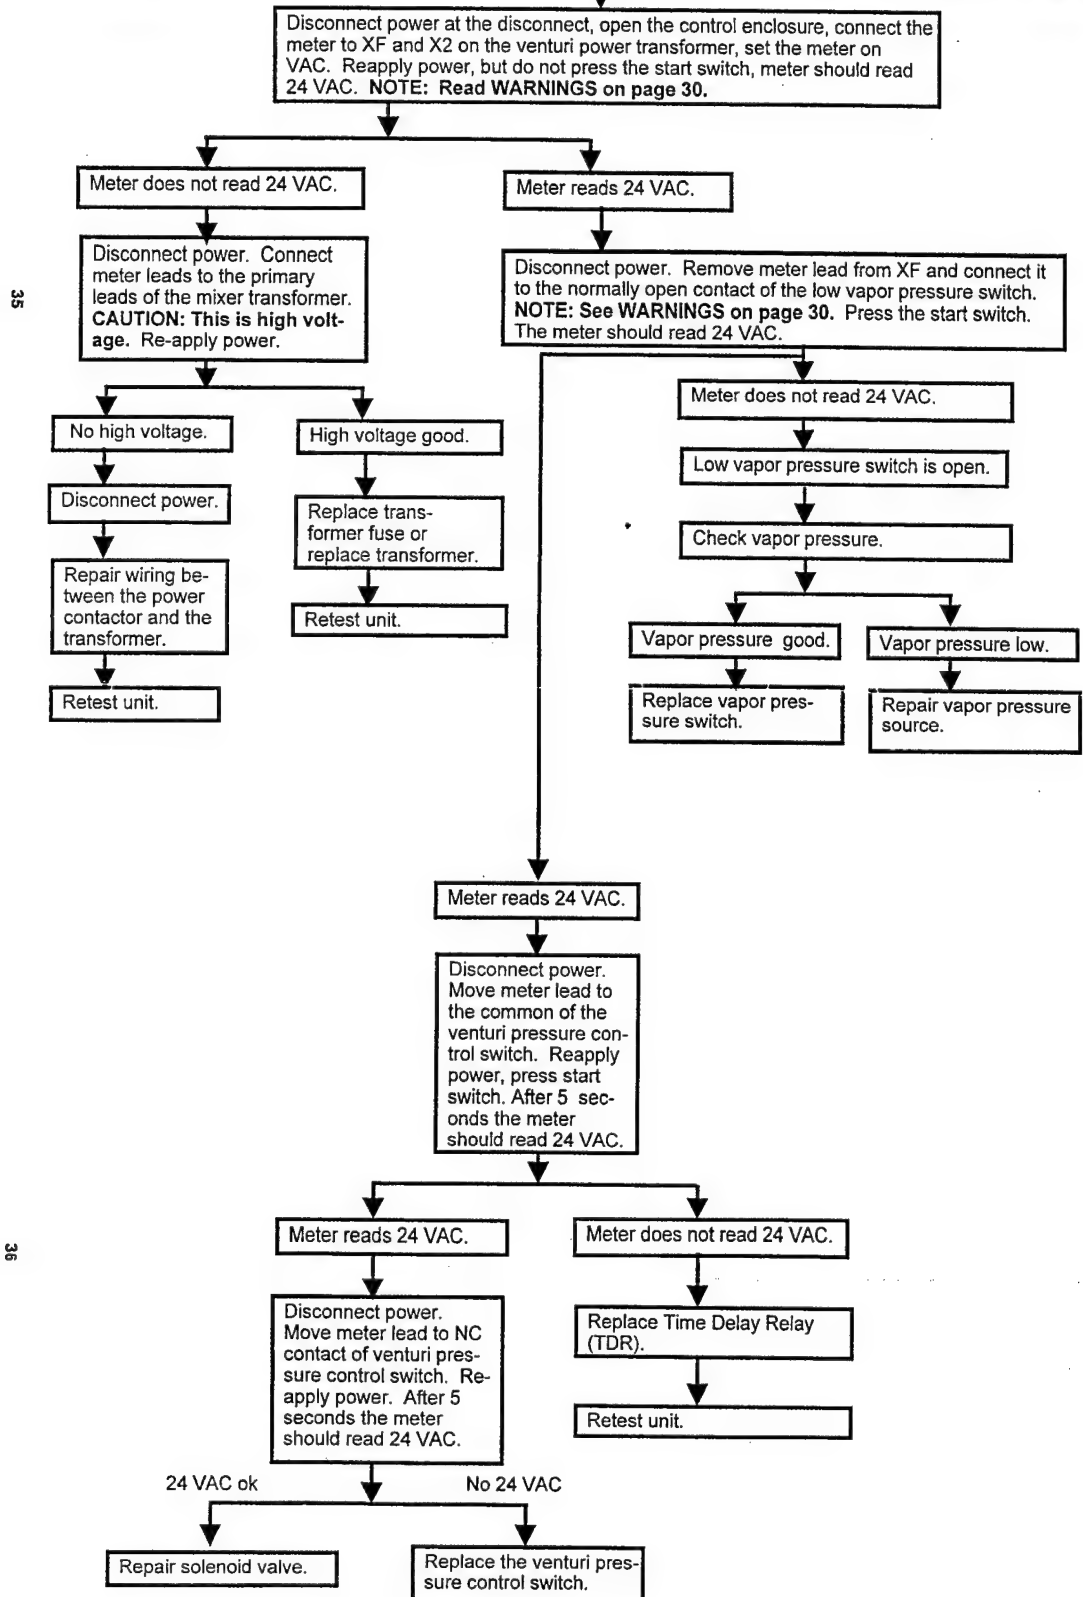 Disconnect power at the disconnect, open the control enclosure, connect the
meter to XF and X2 on the venturi power transformer, set the meter on
VAC. Reapply power, but do not press the start switch, meter should read
24 VAC. NOTE: Read WARNINGS on page 30.
Meter does not read 24 VAC.
Meter reads 24 VAC.
Disconnect power. Connect
meter leads to the primary
leads of the mixer transformer.
CAUTION: This is high volt-
age. Re-apply power.
Disconnect power. Remove meter lead from XF and connect it
to the normally open contact of the low vapor pressure switch.
NOTE: See WARNINGS on page 30. Press the start switch.
The meter should read 24 VAC.
35
No high voltage.
High voltage good.
Meter does not read 24 VAC.
Disconnect power.
Replace trans-
former fuse or
replace transformer.
Low vapor pressure switch is open.
Repair wiring be-
tween the power
contactor and the
transformer.
Retest unit.
Check vapor pressure.
Retest unit.
Vapor pressure good.
Vapor pressure low.
Replace vapor pres-
sure switch.
Repair vapor pressure
source.
Meter reads 24 VAC.
Disconnect power.
Move meter lead to
the common of the
venturi pressure con-
trol switch. Reapply
power, press start
switch. After 5 sec-
onds the meter
should read 24 VAC.
36
Meter reads 24 VAC.
Meter does not read 24 VAC.
Disconnect power.
Move meter lead to NC
contact of venturi pres-
sure control switch. Re-
apply power. After 5
seconds the meter
should read 24 VAC.
Replace Time Delay Relay
(TDR).
Retest unit.
24 VAC ok
No 24 VAC
Repair solenoid valve.
Replace the venturi pres-
sure control switch.